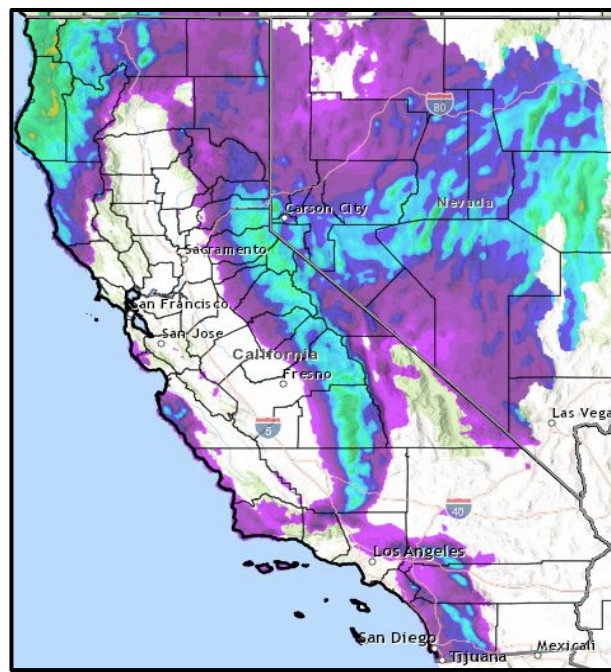 80
Nevada
Carson City
Sacramento
San Francisco
San Jose
California
Fresno
Las Vega
5
40
Los Angeles
San Diego
Tijuana
Mexicali